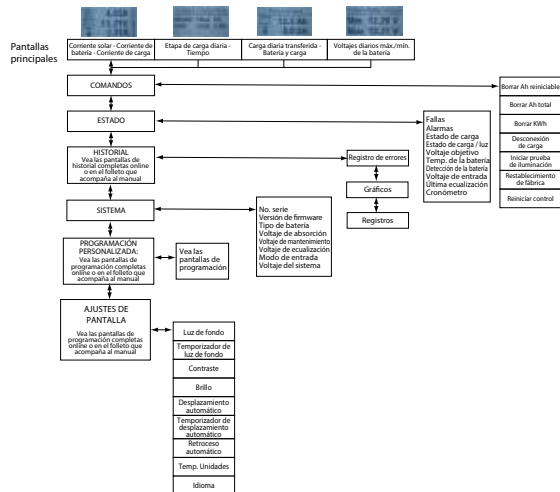 Pantallas
principales
Corriente solar - Corriente de
batería - Corriente de carga
Etapa de carga diaria -
Tiempo
Carga diaria transferida -
Batería y carga
Voltajes diarios máx./mín.
de la batería
COMANDOS
Borrar Ah reiniciable
Borrar Ah total
Borrar KWh
Desconexión
de carga
Iniciar prueba
de iluminación
Restablecimiento
de fábrica
Reiniciar control
ESTADO
Fallas
Alarmas
Estado de carga
Estado de carga / luz
Voltaje objetivo
Temp. de la batería
Detección de la batería
Voltaje de entrada
Última ecualización
Cronómetro
HISTORIAL
Vea las pantallas de
historial completas online
o en el folleto que
acompaña al manual
Registro de errores
Gráficos
Registros
SISTEMA
No. serie
Versión de firmware
Tipo de batería
Voltaje de absorción
Voltaje de mantenimiento
Voltaje de ecualización
Modo de entrada
Voltaje del sistema
PROGRAMACIÓN
PERSONALIZADA:
Vea las pantallas de
programación completas
online o en el folleto que
acompaña al manual
Vea las
pantallas de
programación
AJUSTES DE
PANTALLA
Vea las pantallas de
programación completas
online o en el folleto que
acompaña al manual
Luz de fondo
Temporizador de
luz de fondo
Contraste
Brillo
Desplazamiento
automático
Temporizador de
desplazamiento
automático
Retroceso
automático
Temp. Unidades
Idioma